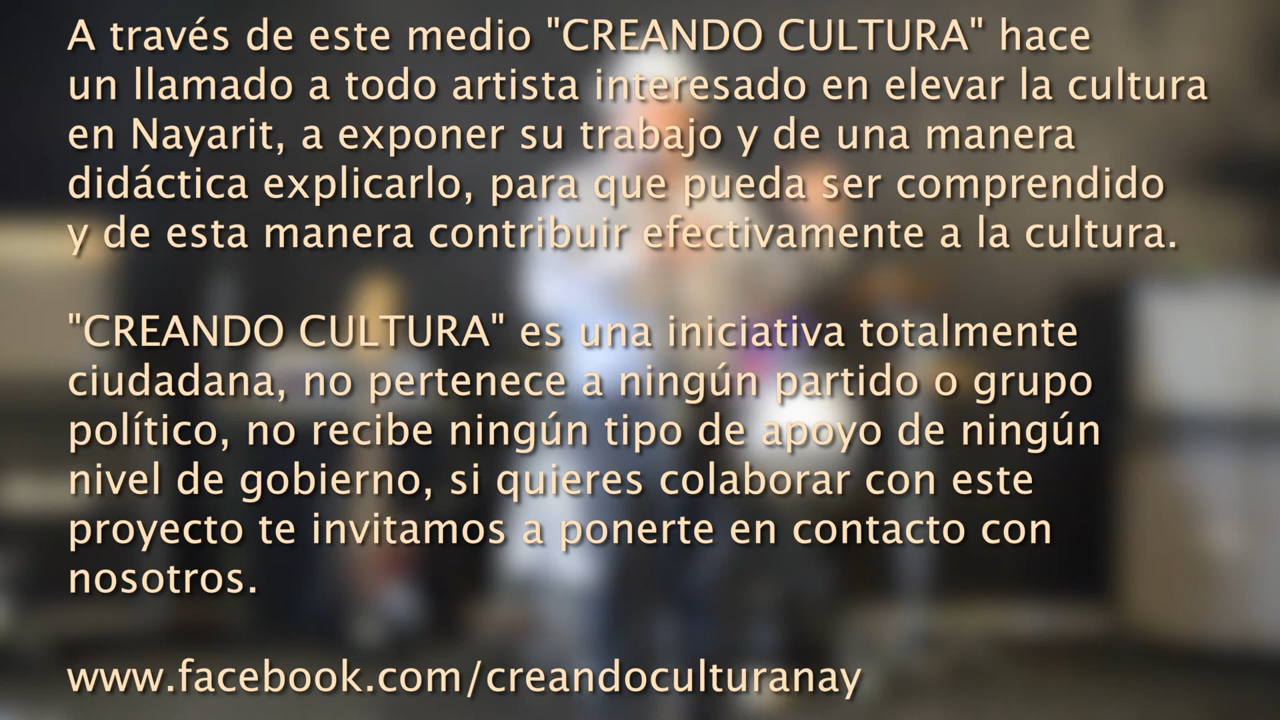 A través de este medio "CREANDO CULTURA" hace
un llamado a todo artista interesado en elevar la cultura
en Nayarit, a exponer su trabajo y de una manera
didáctica explicarlo, para que pueda ser comprendido
y de esta manera contribuir efectivamente a la cultura.
"CREANDO CULTURA" es una iniciativa totalmente
ciudadana, no pertenece a ningún partido o grupo
político, no recibe ningún tipo de apoyo de ningún
nivel de gobierno, si quieres colaborar con este
proyecto te invitamos a ponerte en contacto con
nosotros.
www.facebook.com/creandoculturanay